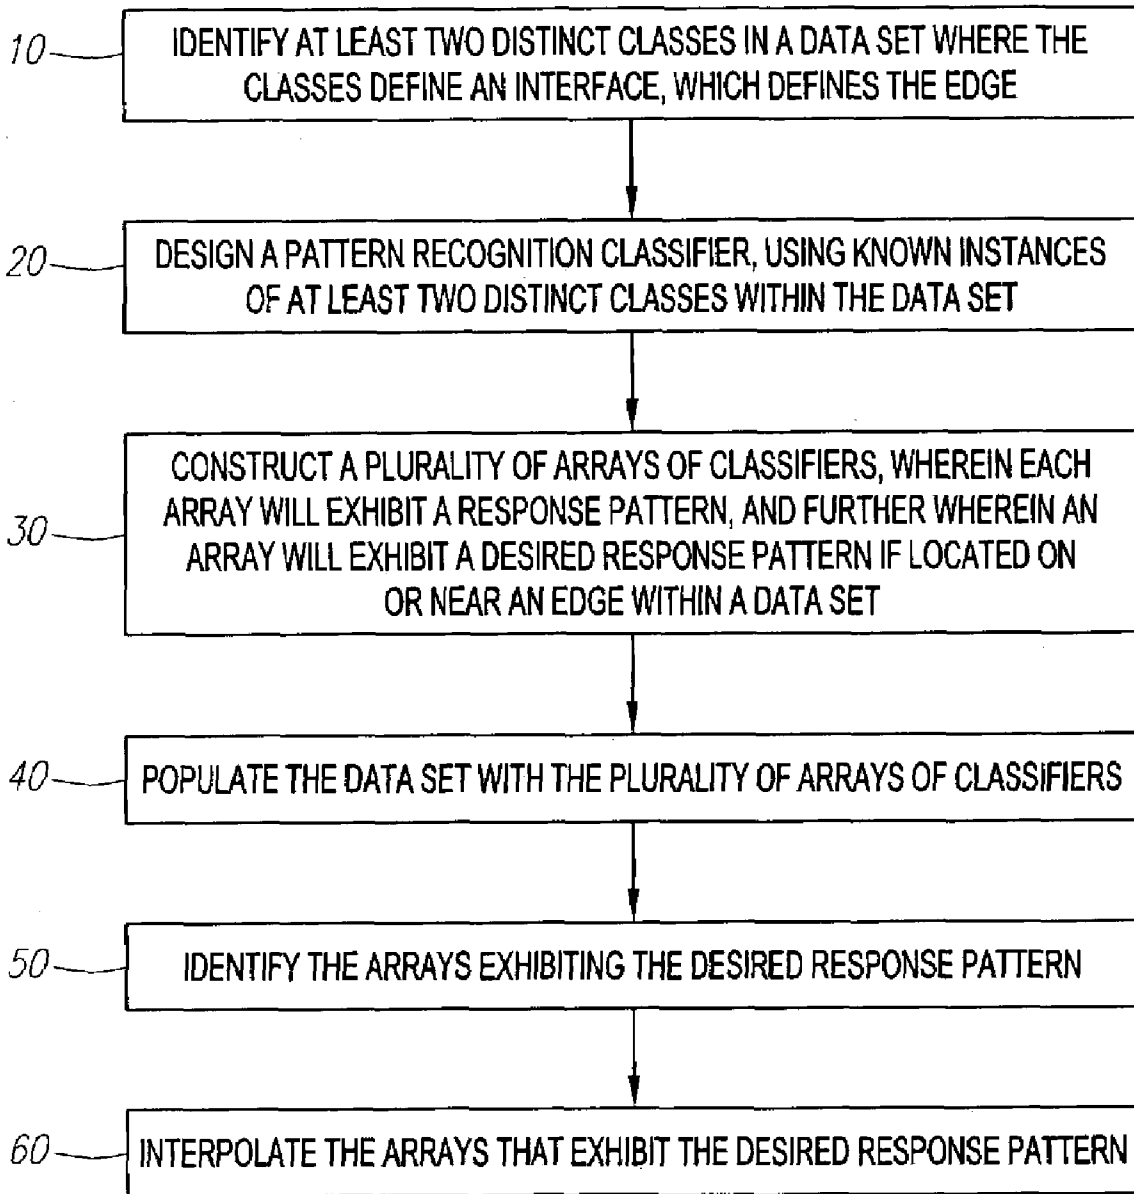 10
IDENTIFY AT LEAST TWO DISTINCT CLASSES IN A DATA SET WHERE THE
CLASSES DEFINE AN INTERFACE, WHICH DEFINES THE EDGE
20
DESIGN A PATTERN RECOGNITION CLASSIFIER, USING KNOWN INSTANCES
OF AT LEAST TWO DISTINCT CLASSES WITHIN THE DATA SET
30
CONSTRUCT A PLURALITY OF ARRAYS OF CLASSIFIERS, WHEREIN EACH
ARRAY WILL EXHIBIT A RESPONSE PATTERN, AND FURTHER WHEREIN AN
ARRAY WILL EXHIBIT A DESIRED RESPONSE PATTERN IF LOCATED ON
OR NEAR AN EDGE WITHIN A DATA SET
40
POPULATE THE DATA SET WITH THE PLURALITY OF ARRAYS OF CLASSIFIERS
50
IDENTIFY THE ARRAYS EXHIBITING THE DESIRED RESPONSE PATTERN
60
INTERPOLATE THE ARRAYS THAT EXHIBIT THE DESIRED RESPONSE PATTERN